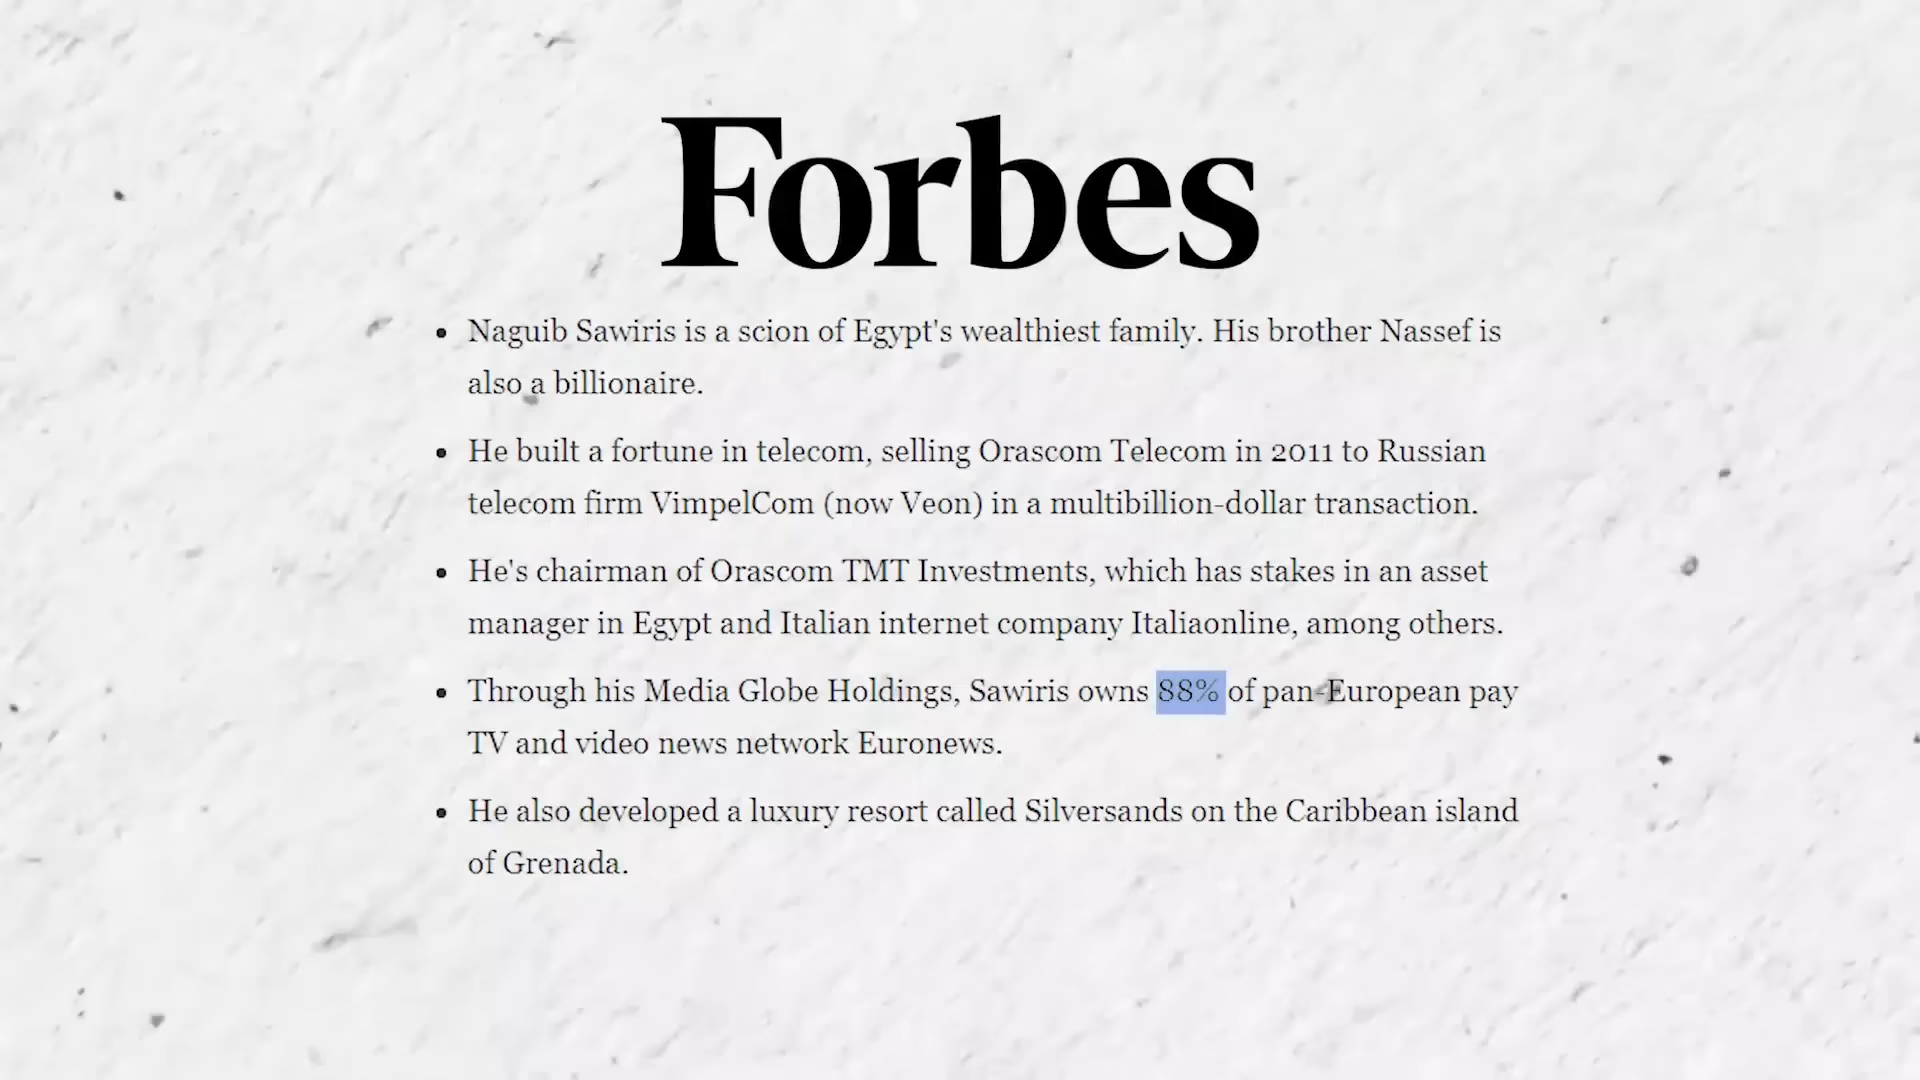 Forbes
• Naguib Sawiris is a scion of Egypt's wealthiest family. His brother Nassef is
also a billionaire.
• He built a fortune in telecom, selling Orascom Telecom in 2011 to Russian
telecom firm VimpelCom (now Veon) in a multibillion-dollar transaction.
• He's chairman of Orascom TMT Investments, which has stakes in an asset
manager in Egypt and Italian internet company Italiaonline, among others.
• Through his Media Globe Holdings, Sawiris owns 88% of pan-European pay
TV and video news network Euronews.
• He also developed a luxury resort called Silversands on the Caribbean island
of Grenada.